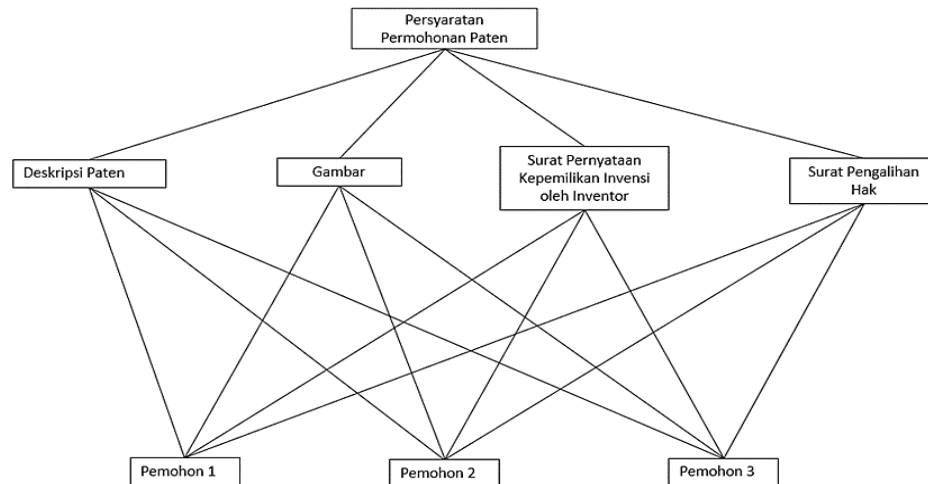 Persyaratan
Permohonan Paten
Deskripsi Paten
Gambar
Surat Pernyataan
Kepemilikan Invensi
oleh Inventor
Surat Pengalihan
Hak
Pemohon 1
Pemohon 2
Pemohon 3